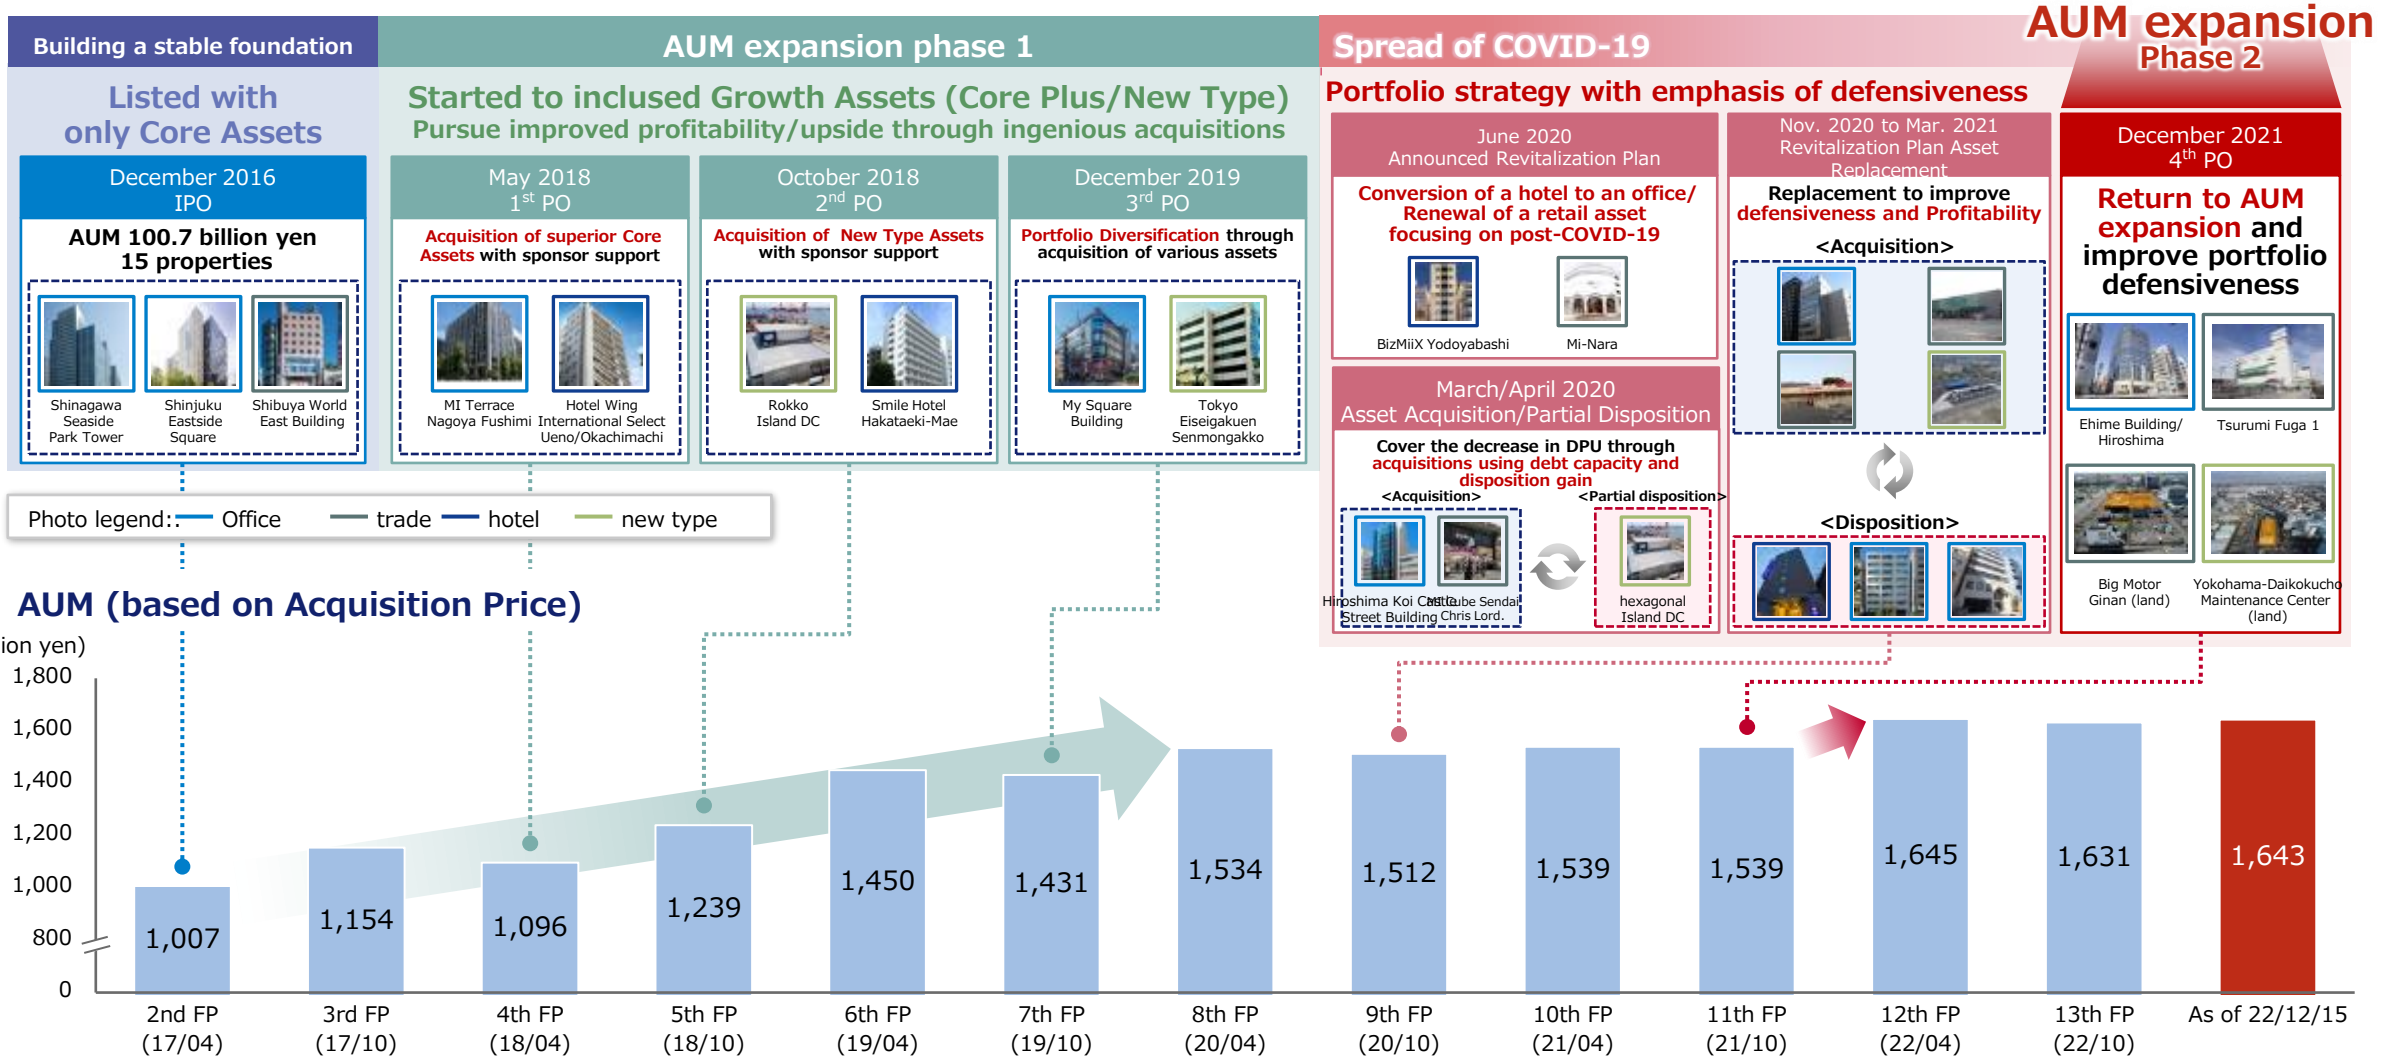 Building a stable foundation
AUM expansion phase 1
Spread of COVID-19
AUM expansion
Phase 2
Listed with
only Core Assets
Started to inclused Growth Assets (Core Plus/New Type)
Pursue improved profitability/upside through ingenious acquisitions
Portfolio strategy with emphasis of defensiveness
December 2016
IPO
AUM 100.7 billion yen
15 properties
Shinagawa
Seaside
Park Tower
Shinjuku
Eastside
Square
Shibuya World
East Building
May 2018
1st PO
Acquisition of superior Core
Assets with sponsor support
MI Terrace
Nagoya Fushimi
Hotel Wing
International Select
Ueno/Okachimachi
October 2018
2nd PO
Acquisition of New Type Assets
with sponsor support
Rokko
Island DC
Smile Hotel
Hakataeki-Mae
December 2019
3rd PO
Portfolio Diversification through
acquisition of various assets
My Square
Building
Tokyo
Eiseigakuen
Senmongakko
June 2020
Announced Revitalization Plan
Conversion of a hotel to an office/
Renewal of a retail asset
focusing on post-COVID-19
BizMiiX Yodoyabashi
Mi-Nara
March/April 2020
Asset Acquisition/Partial Disposition
Cover the decrease in DPU through
acquisitions using debt capacity and
disposition gain
<Acquisition>
<Partial disposition>
Hiroshima Koi
Street Building
Cube Sendai
Chris Lord.
hexagonal
Island DC
Nov. 2020 to Mar. 2021
Revitalization Plan Asset
Replacement
Replacement to improve
defensiveness and Profitability
<Acquisition>
<Disposition>
December 2021
4th PO
Return to AUM
expansion and
improve portfolio
defensiveness
Ehime Building/
Hiroshima
Tsurumi Fuga 1
Big Motor
Ginan (land)
Yokohama-Daikokucho
Maintenance Center
(land)
Photo legend:: Office trade hotel new type
AUM (based on Acquisition Price)
ion yen)
1,800
1,600
1,400
1,200
1,000
800
0
1,007
1,154
1,096
1,239
1,450
1,431
1,534
1,512
1,539
1,539
1,645
1,631
1,643
2nd FP
(17/04)
3rd FP
(17/10)
4th FP
(18/04)
5th FP
(18/10)
6th FP
(19/04)
7th FP
(19/10)
8th FP
(20/04)
9th FP
(20/10)
10th FP
(21/04)
11th FP
(21/10)
12th FP
(22/04)
13th FP
(22/10)
As of 22/12/15